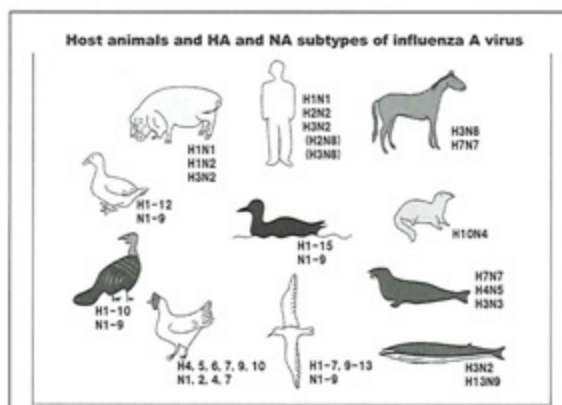 Host animals and HA and NA subtypes of influenza A virus
H1N1
H1N2
H3N2
H1N1
H2N2
H3N2
(H2N8)
(H3N8)
H3N8
H7N7
H1-12
N1-9
H1-15
N1-9
H10N4
H1-10
N1-9
H7N7
H4N5
H3N3
H4, 5, 6, 7, 9, 10
N1, 2, 4, 7
H1-7, 9-13
N1-9
H3N2
H13N9